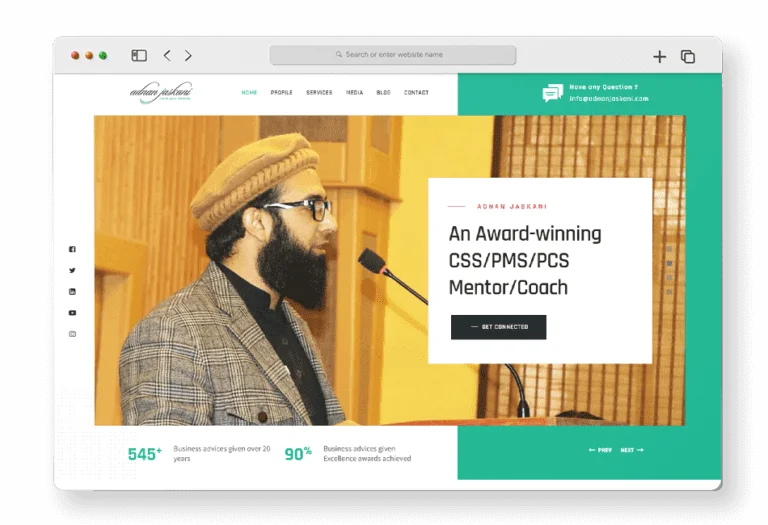 Search or enter website name
adnan jaskani
HOME PROFILE SERVICES MEDIA BLOG CONTACT
Have any Question ?
info@adnanjaskani.com
ADNAN JASKANI
An Award-winning
CSS/PMS/PCS
Mentor/Coach
GET CONNECTED
545+ Business advices given over 20
years
90% Business advices given
Excellence awards achieved
PREV NEXT